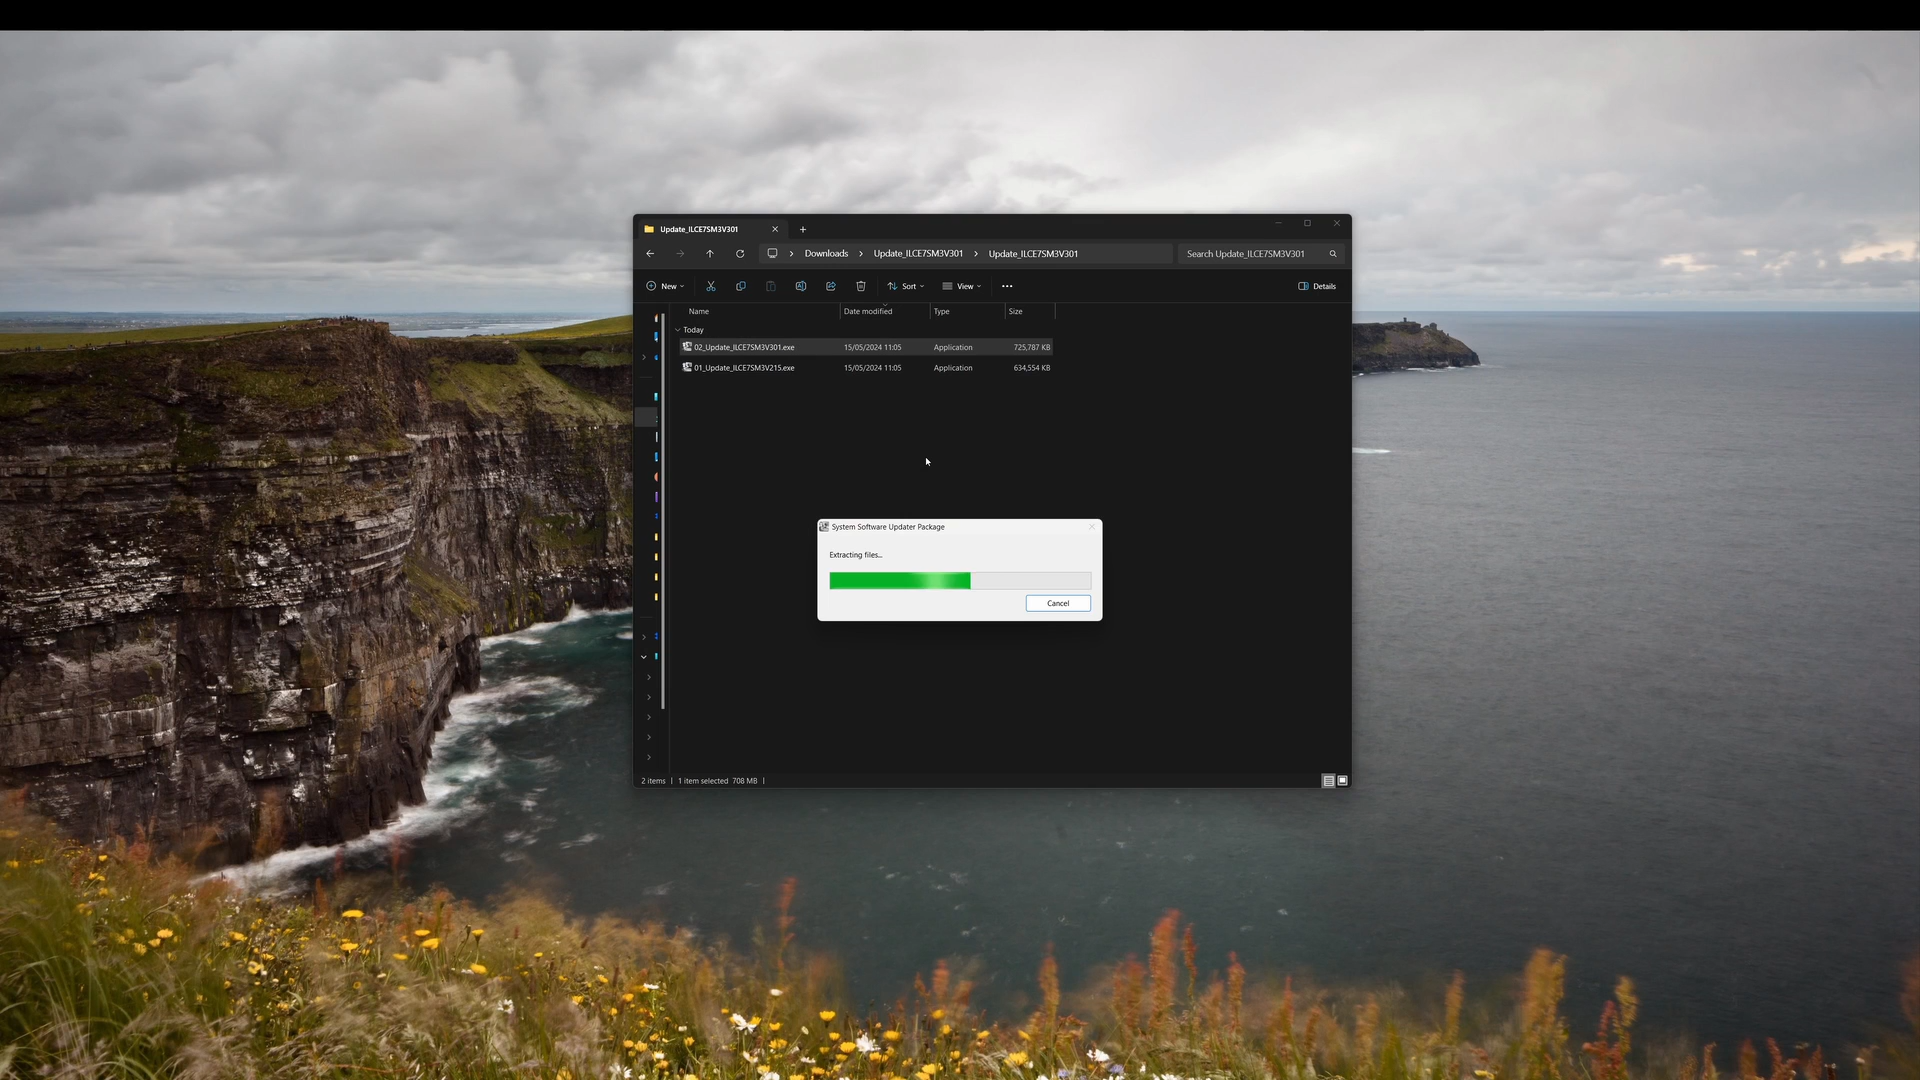 Update_ILCE7SM3V301
Downloads > Update_ILCE7SM3V301 > Update_ILCE7SM3V301
Search Update_ILCE7SM3V301
New
Sort
View
Details
Name Date modified Type Size
Today
02_Update_ILCE7SM3V301.exe 15/05/2024 11:05 Application 725,787 KB
01_Update_ILCE7SM3V215.exe 15/05/2024 11:05 Application 634,554 KB
System Software Updater Package
Extracting files...
Cancel
2 items | 1 item selected 708 MB |